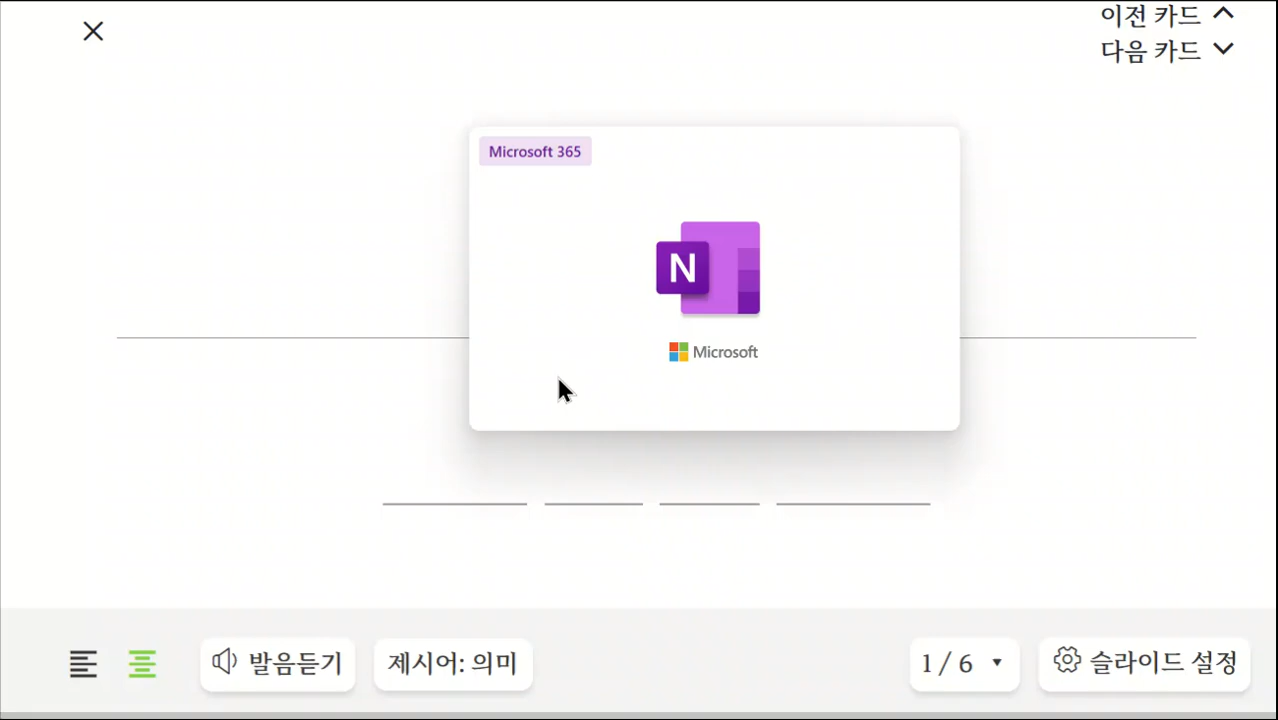 이전 카드
다음 카드
Microsoft 365
N
Microsoft
발음듣기
제시어: 의미
1 / 6
슬라이드 설정